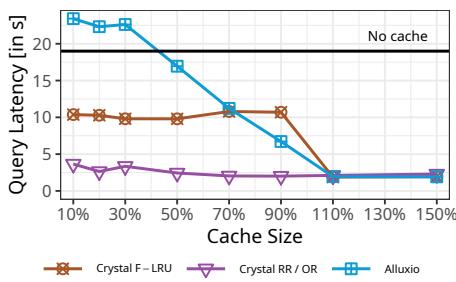 Query Latency [in s]
20
15
10
5
0
No cache
10% 30% 50% 70% 90% 110% 130% 150%
Cache Size
Crystal F – LRU Crystal RR / OR Alluxio